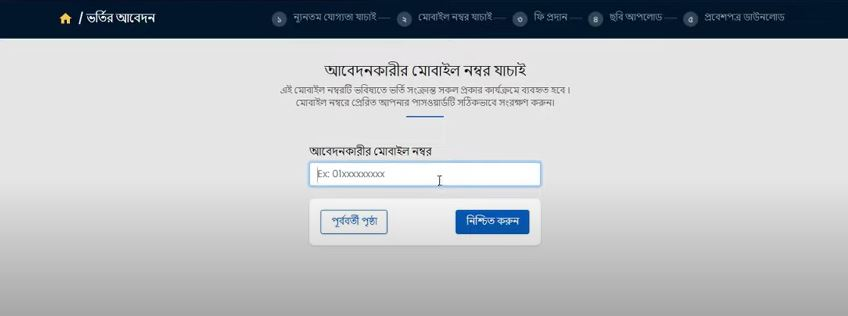 / ভর্তির আবেদন
১ ন্যূনতম যোগ্যতা যাচাই
২ মোবাইল নম্বর যাচাই
৩ ফি প্রদান
৪ ছবি আপলোড
৫ প্রবেশপত্র ডাউনলোড
আবেদনকারীর মোবাইল নম্বর যাচাই
এই মোবাইল নম্বরটি ভবিষ্যতে ভর্তি সংক্রান্ত সকল প্রকার কার্যক্রমে ব্যবহৃত হবে।
মোবাইল নম্বরে প্রেরিত আপনার পাসওয়ার্ডটি সঠিকভাবে সংরক্ষণ করুন।
আবেদনকারীর মোবাইল নম্বর
Ex: 01xxxxxxxxx
পূর্ববর্তী পৃষ্ঠা
নিশ্চিত করুন